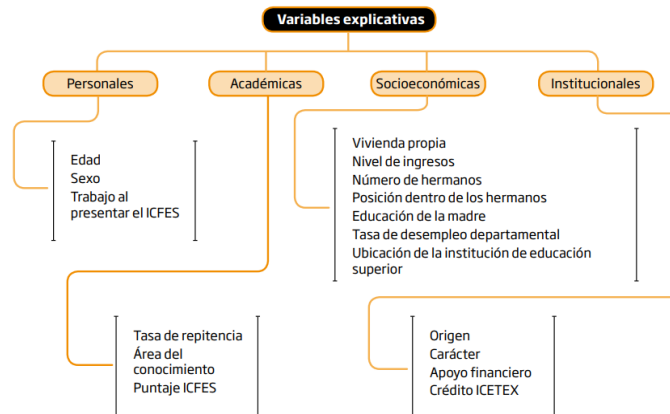 Variables explicativas
Personales
Académicas
Socioeconómicas
Institucionales
Edad
Sexo
Trabajo al
presentar el ICFES
Vivienda propia
Nivel de ingresos
Número de hermanos
Posición dentro de los hermanos
Educación de la madre
Tasa de desempleo departamental
Ubicación de la institución de educación
superior
Tasa de repitencia
Área del
conocimiento
Puntaje ICFES
Origen
Carácter
Apoyo financiero
Crédito ICETEX